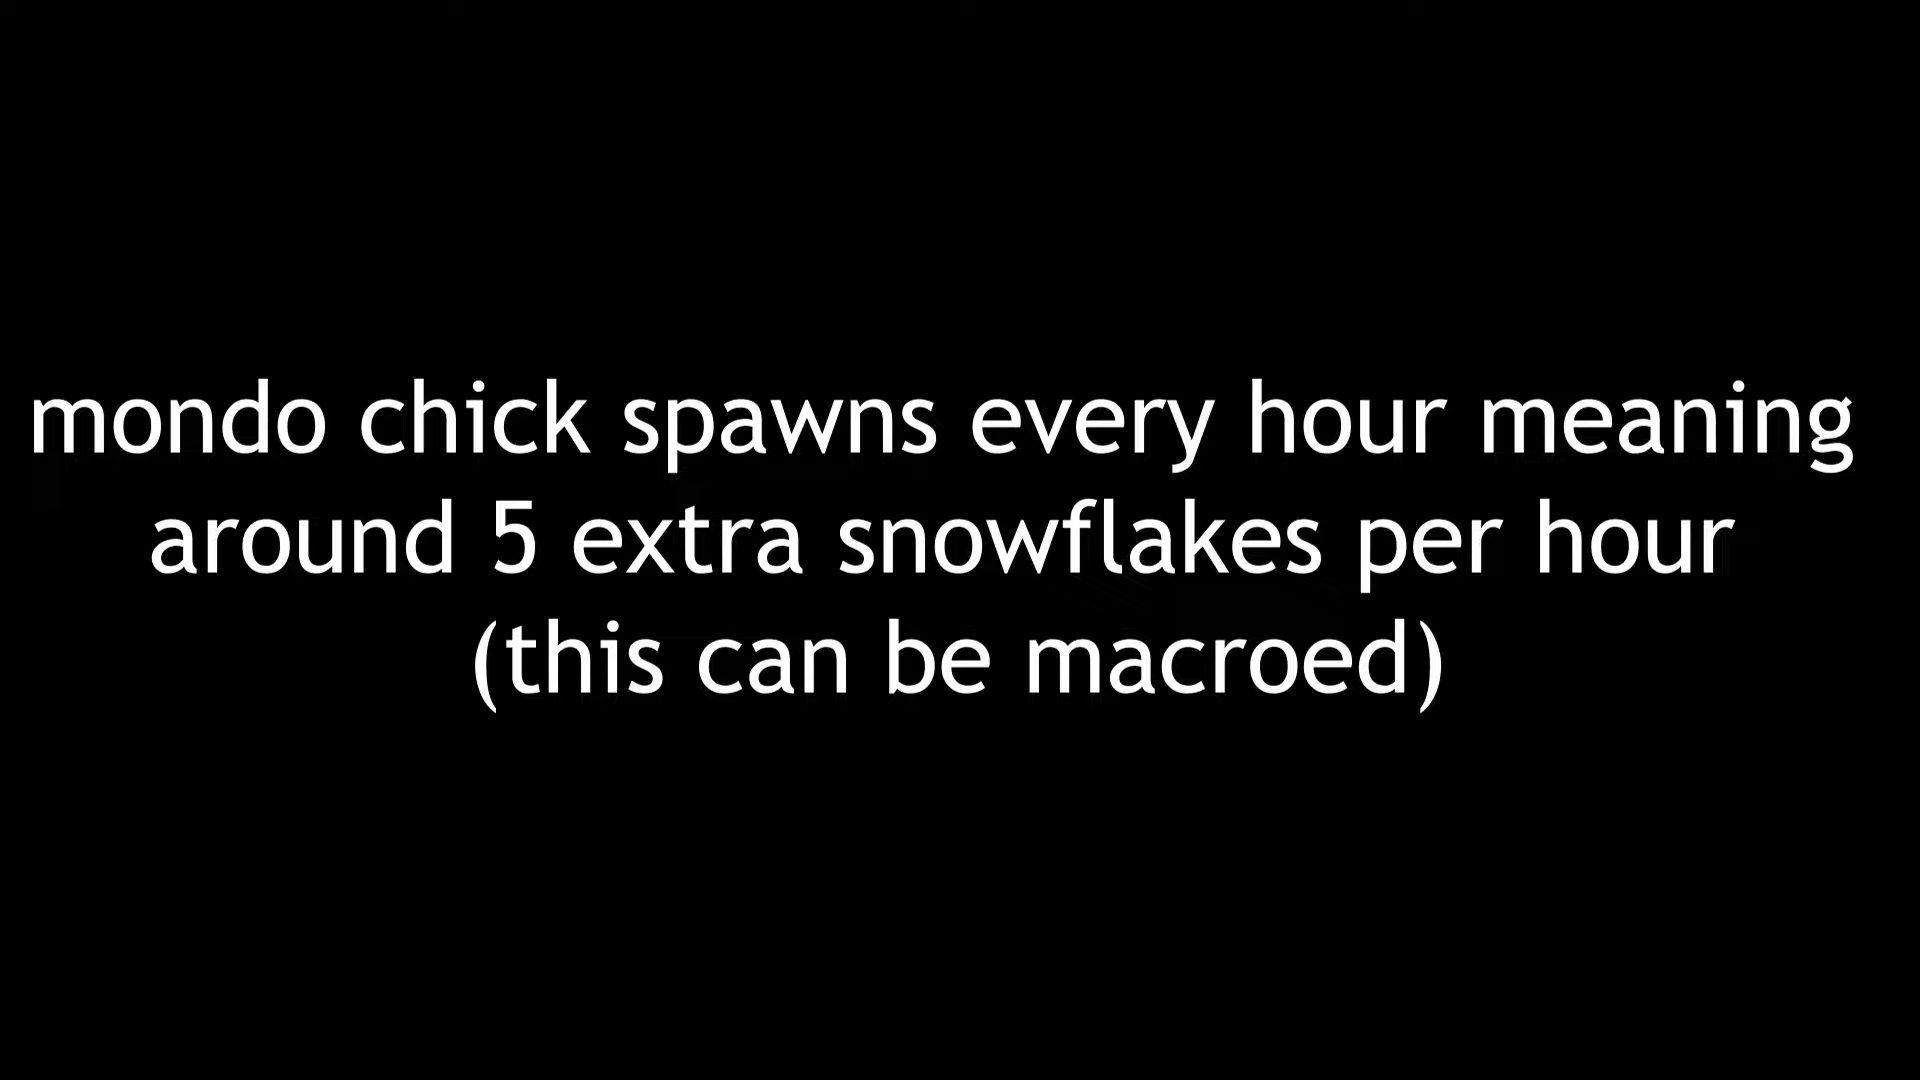 mondo chick spawns every hour meaning
around 5 extra snowflakes per hour
(this can be macroed)